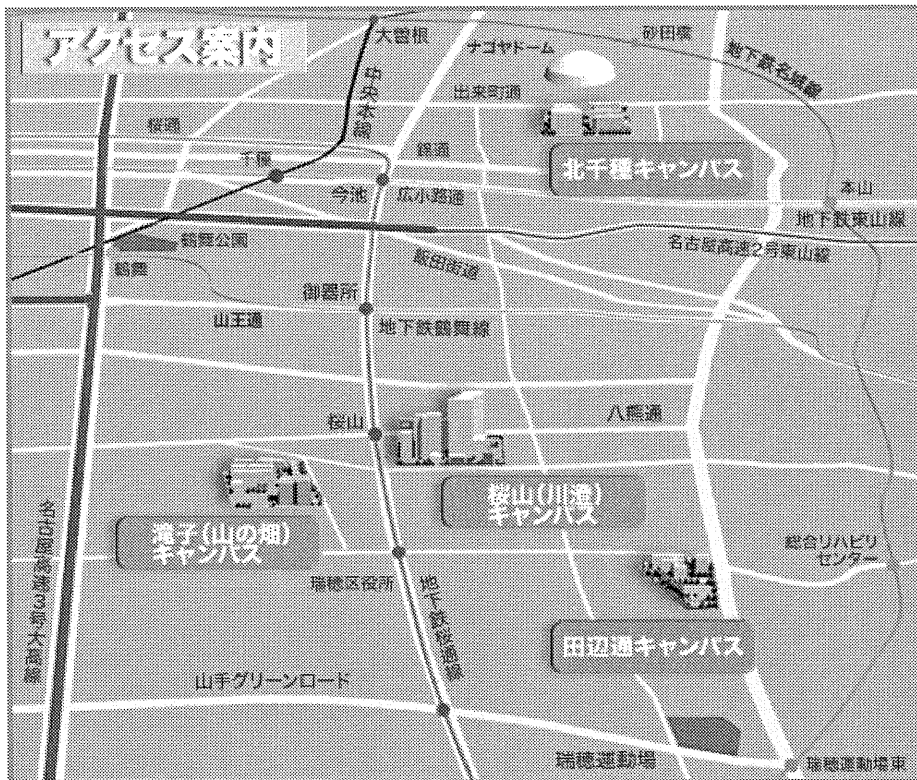 アクセス案内
大曽根
ナゴヤドーム
砂田橋
地下鉄名城線
中央本線
出来町通
桜通
錦通
千種
北千種キャンパス
今池
広小路通
本山
地下鉄東山線
鶴舞公園
名古屋高速2号東山線
飯田街道
鶴舞
御器所
山王通
地下鉄鶴舞線
桜山
八熊通
桜山(川澄)
キャンパス
滝子(山の畑)
キャンパス
総合リハビリ
センター
瑞穂区役所
地下鉄桜通線
名古屋高速3号大高線
田辺通キャンパス
山手グリーンロード
瑞穂運動場
瑞穂運動場東